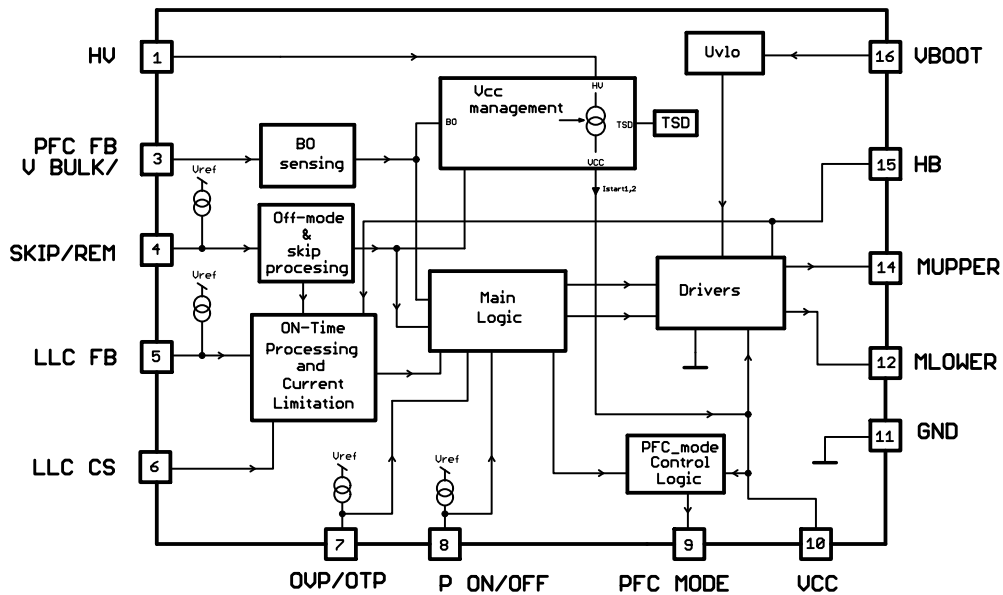 HV
1
Uvlo
16
VBOOT
Vcc
management
HV
BO
TSD
VCC
TSD
PFC FB
V BULK/
3
BO
sensing
Vref
15
HB
Istart1,2
SKIP/REM
4
Off-mode
&
skip
procesing
Vref
Main
Logic
Drivers
14
MUPPER
LLC FB
5
ON-Time
Processing
and
Current
Limitation
12
MLOWER
LLC CS
6
Vref
Vref
PFC_mode
Control
Logic
11
GND
7
8
9
10
OVP/OTP
P ON/OFF
PFC MODE
VCC